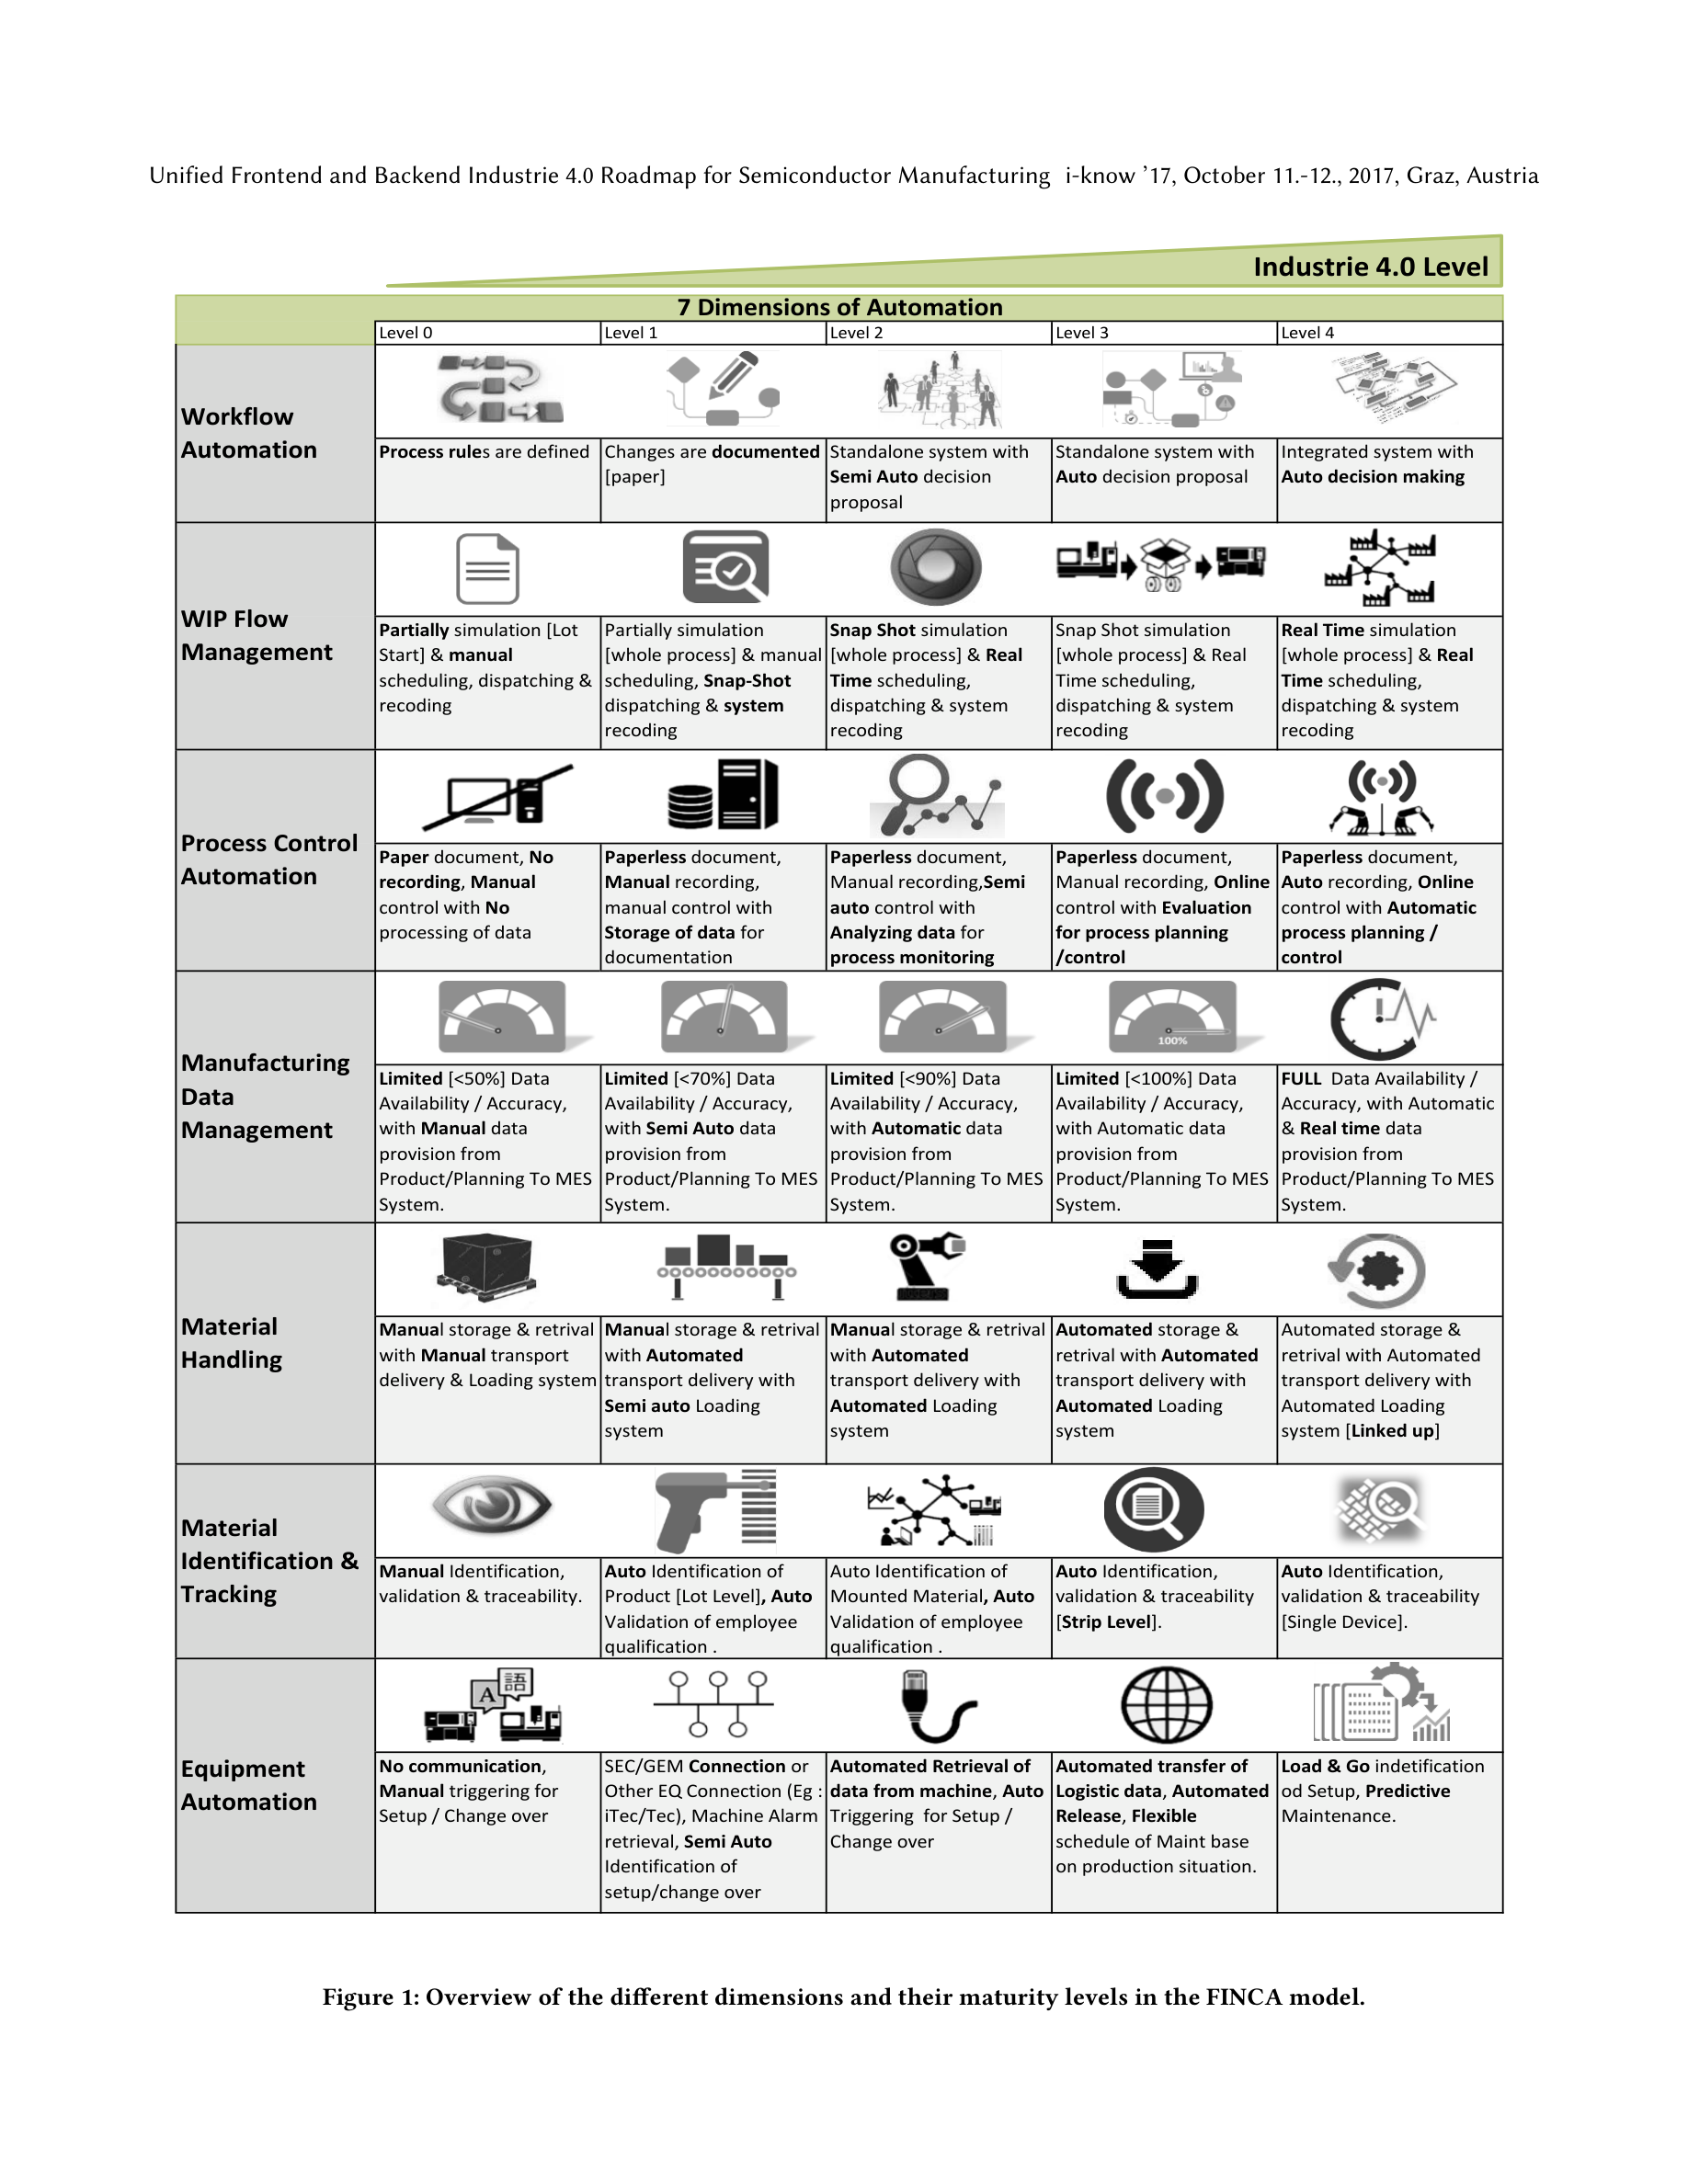 Unified Frontend and Backend Industrie 4.0 Roadmap for Semiconductor Manufacturing i-know ’17, October 11.-12., 2017, Graz, Austria
Industrie 4.0 Level
7 Dimensions of Automation
Level 0
Level 1
Level 2
Level 3
Level 4
Workflow
Automation
Process rules are defined
Changes are documented
[paper]
Standalone system with
Semi Auto decision
proposal
Standalone system with
Auto decision proposal
Integrated system with
Auto decision making
WIP Flow
Management
Partially simulation [Lot
Start] & manual
scheduling, dispatching &
recoding
Partially simulation
[whole process] & manual
scheduling, Snap-Shot
dispatching & system
recoding
Snap Shot simulation
[whole process] & Real
Time scheduling,
dispatching & system
recoding
Snap Shot simulation
[whole process] & Real
Time scheduling,
dispatching & system
recoding
Real Time simulation
[whole process] & Real
Time scheduling,
dispatching & system
recoding
Process Control
Automation
Paper document, No
recording, Manual
control with No
processing of data
Paperless document,
Manual recording,
manual control with
Storage of data for
documentation
Paperless document,
Manual recording,Semi
auto control with
Analyzing data for
process monitoring
Paperless document,
Manual recording, Online
control with Evaluation
for process planning
/control
Paperless document,
Auto recording, Online
control with Automatic
process planning /
control
Manufacturing
Data
Management
100%
Limited [<50%] Data
Availability / Accuracy,
with Manual data
provision from
Product/Planning To MES
System.
Limited [<70%] Data
Availability / Accuracy,
with Semi Auto data
provision from
Product/Planning To MES
System.
Limited [<90%] Data
Availability / Accuracy,
with Automatic data
provision from
Product/Planning To MES
System.
Limited [<100%] Data
Availability / Accuracy,
with Automatic data
provision from
Product/Planning To MES
System.
FULL Data Availability /
Accuracy, with Automatic
& Real time data
provision from
Product/Planning To MES
System.
Material
Handling
Manual storage & retrival
with Manual transport
delivery & Loading system
Manual storage & retrival
with Automated
transport delivery with
Semi auto Loading
system
Manual storage & retrival
with Automated
transport delivery with
Automated Loading
system
Automated storage &
retrival with Automated
transport delivery with
Automated Loading
system
Automated storage &
retrival with Automated
transport delivery with
Automated Loading
system [Linked up]
Material
Identification &
Tracking
Manual Identification,
validation & traceability.
Auto Identification of
Product [Lot Level], Auto
Validation of employee
qualification .
Auto Identification of
Mounted Material, Auto
Validation of employee
qualification .
Auto Identification,
validation & traceability
[Strip Level].
Auto Identification,
validation & traceability
[Single Device].
Equipment
Automation
A 語
No communication,
Manual triggering for
Setup / Change over
SEC/GEM Connection or
Other EQ Connection (Eg :
iTec/Tec), Machine Alarm
retrieval, Semi Auto
Identification of
setup/change over
Automated Retrieval of
data from machine, Auto
Triggering for Setup /
Change over
Automated transfer of
Logistic data, Automated
Release, Flexible
schedule of Maint base
on production situation.
Load & Go indetification
od Setup, Predictive
Maintenance.
Figure 1: Overview of the different dimensions and their maturity levels in the FINCA model.